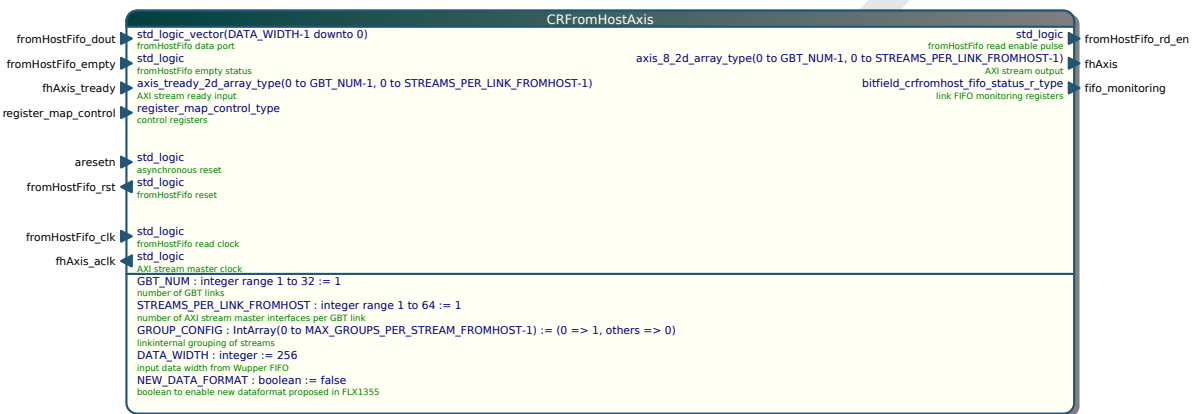 CRFromHostAxis
fromHostFifo_dout std_logic_vector(DATA_WIDTH-1 downto 0) std_logic fromHostFifo_rd_en
fromHostFifo data port fromHostFifo read enable pulse
fromHostFifo_empty std_logic axis_8_2d_array_type(0 to GBT_NUM-1, 0 to STREAMS_PER_LINK_FROMHOST-1) fhAxis
fromHostFifo empty status AXI stream output
fhAxis_tready axis_tready_2d_array_type(0 to GBT_NUM-1, 0 to STREAMS_PER_LINK_FROMHOST-1) bitfield_crfromhost_fifo_status_r_type fifo_monitoring
AXI stream ready input link FIFO monitoring registers
register_map_control register_map_control_type
control registers
aresetn std_logic
asynchronous reset
fromHostFifo_rst std_logic
fromHostFifo reset
fromHostFifo_clk std_logic
fromHostFifo read clock
fhAxis_aclk std_logic
AXI stream master clock
GBT_NUM : integer range 1 to 32 := 1
number of GBT links
STREAMS_PER_LINK_FROMHOST : integer range 1 to 64 := 1
number of AXI stream master interfaces per GBT link
GROUP_CONFIG : IntArray(0 to MAX_GROUPS_PER_STREAM_FROMHOST-1) := (0 => 1, others => 0)
linkinternal grouping of streams
DATA_WIDTH : integer := 256
input data width from Wupper FIFO
NEW_DATA_FORMAT : boolean := false
boolean to enable new dataformat proposed in FLX1355